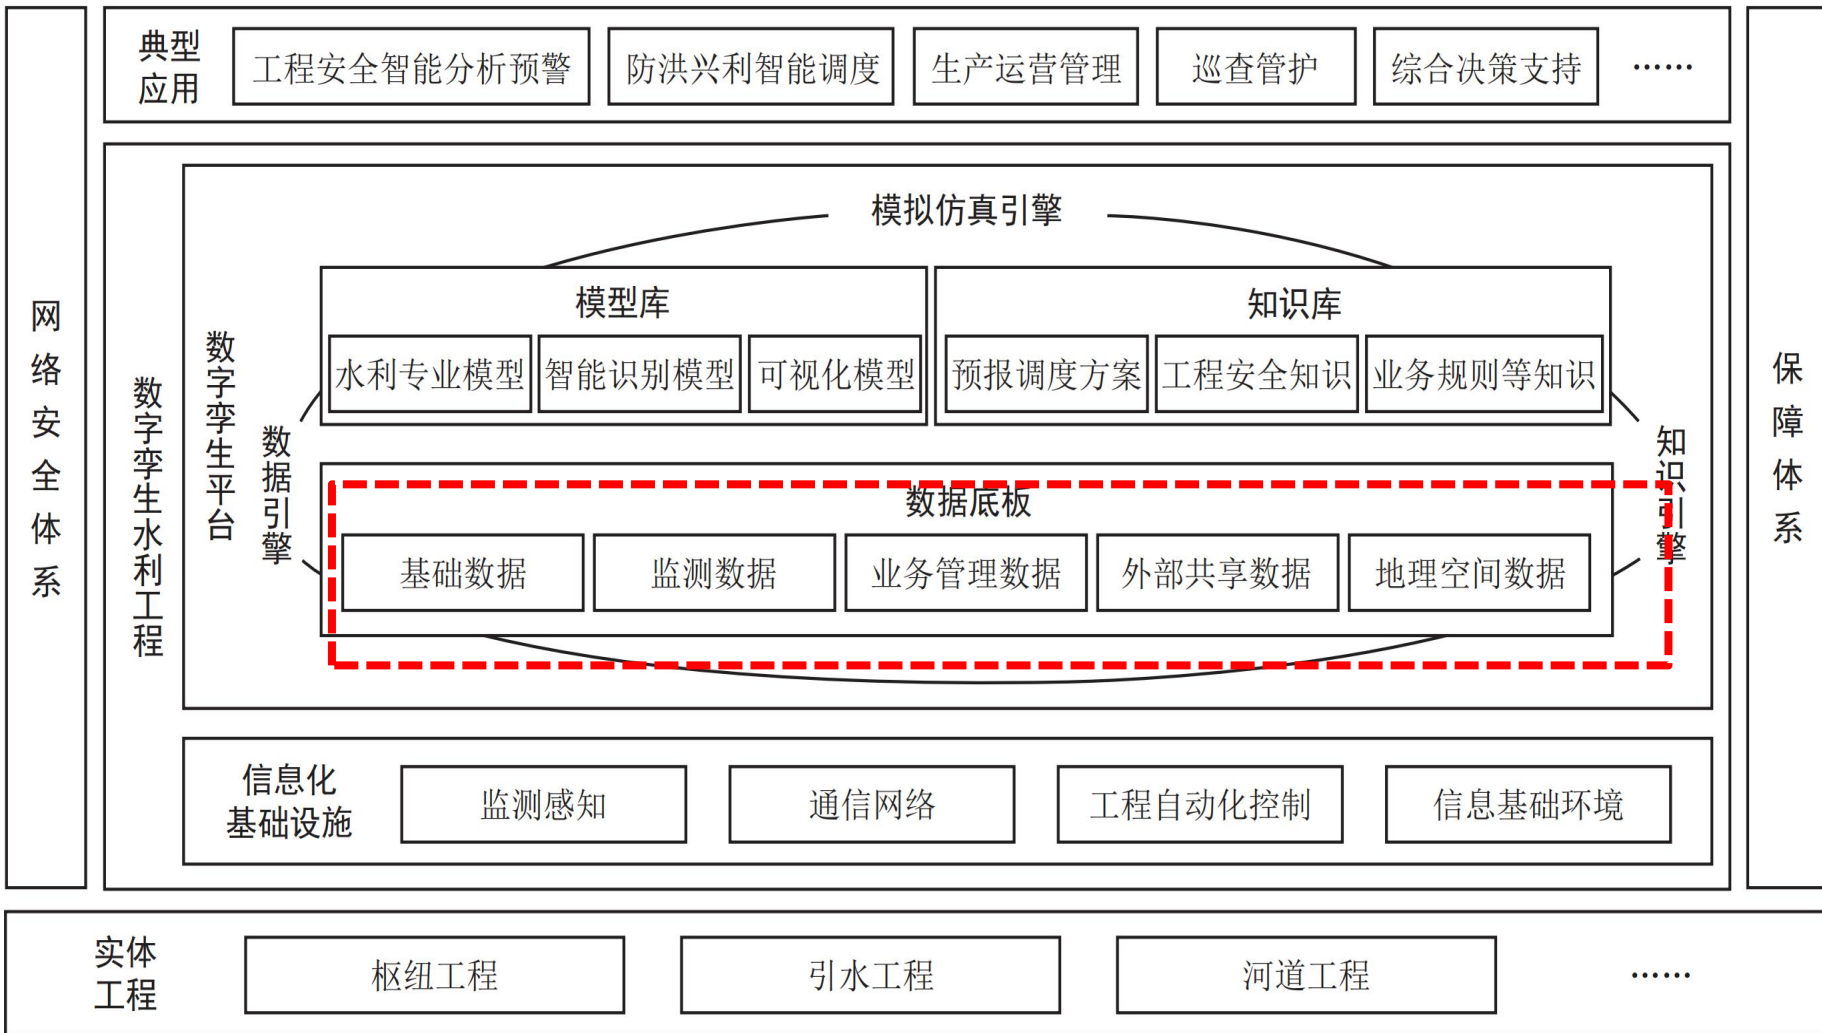 典型
应用
工程安全智能分析预警
防洪兴利智能调度
生产运营管理
巡查管护
综合决策支持
……
网络安全体系
保障体系
数字孪生水利工程
数字孪生平台
模拟仿真引擎
数据引擎
知识引擎
模型库
水利专业模型
智能识别模型
可视化模型
知识库
预报调度方案
工程安全知识
业务规则等知识
数据底板
基础数据
监测数据
业务管理数据
外部共享数据
地理空间数据
信息化
基础设施
监测感知
通信网络
工程自动化控制
信息基础环境
实体
工程
枢纽工程
引水工程
河道工程
……